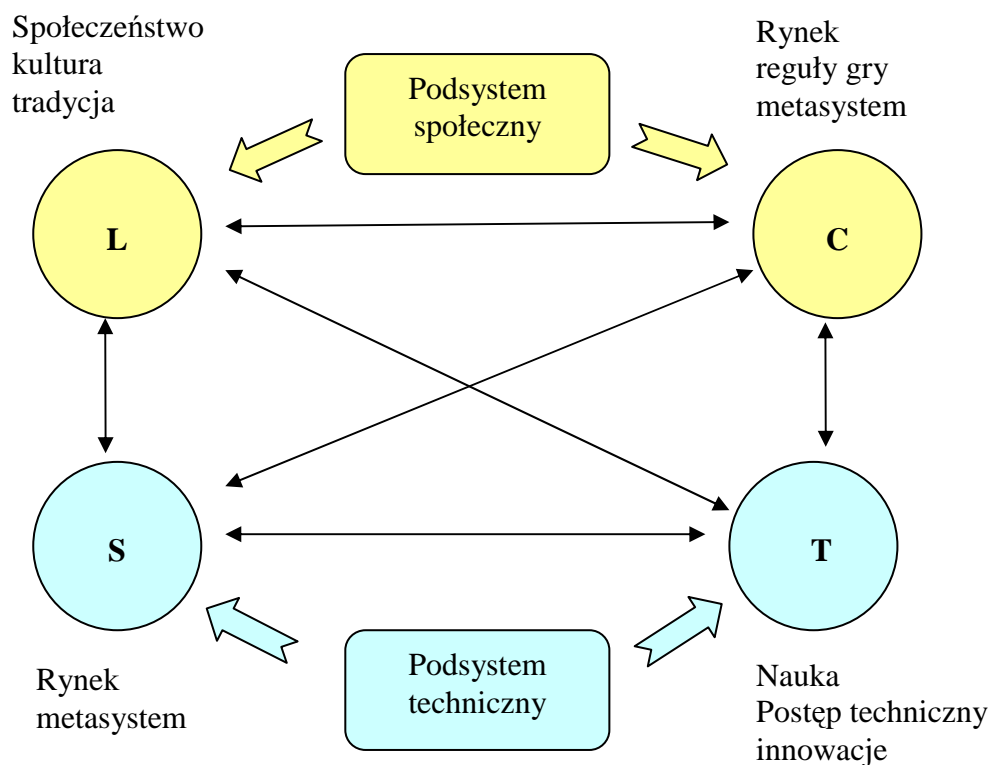 Społeczeństwo
kultura
tradycja
Podsystem
społeczny
Rynek
reguły gry
metasystem
L
C
S
T
Rynek
metasystem
Podsystem
techniczny
Nauka
Postęp techniczny
innowacje